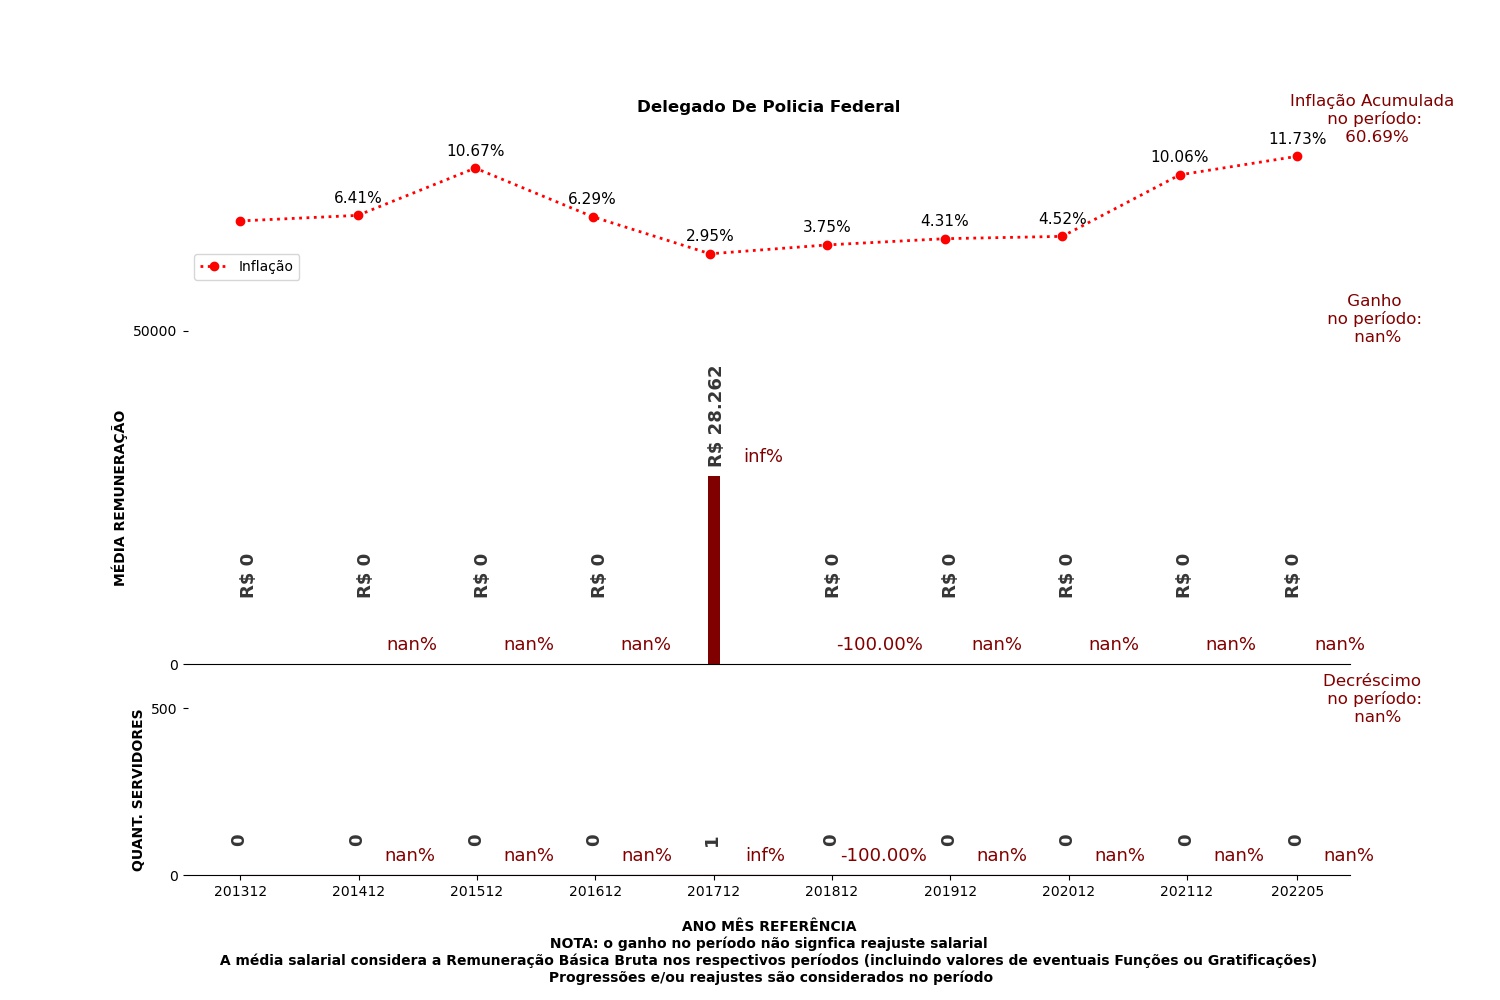 Delegado De Policia Federal
Inflação Acumulada
no período:
60.69%
6.41%
10.67%
6.29%
2.95%
3.75%
4.31%
4.52%
10.06%
11.73%
Inflação
Ganho
no período:
nan%
50000
0
MÉDIA REMUNERAÇÃO
R$ 0
R$ 0
R$ 0
R$ 0
R$ 28.262
R$ 0
R$ 0
R$ 0
R$ 0
R$ 0
inf%
nan%
nan%
nan%
-100.00%
nan%
nan%
nan%
nan%
Decréscimo
no período:
nan%
500
0
QUANT. SERVIDORES
0
0
0
0
1
0
0
0
0
0
nan%
nan%
nan%
inf%
-100.00%
nan%
nan%
nan%
nan%
201312
201412
201512
201612
201712
201812
201912
202012
202112
202205
ANO MÊS REFERÊNCIA
NOTA: o ganho no período não signfica reajuste salarial
A média salarial considera a Remuneração Básica Bruta nos respectivos períodos (incluindo valores de eventuais Funções ou Gratificações)
Progressões e/ou reajustes são considerados no período